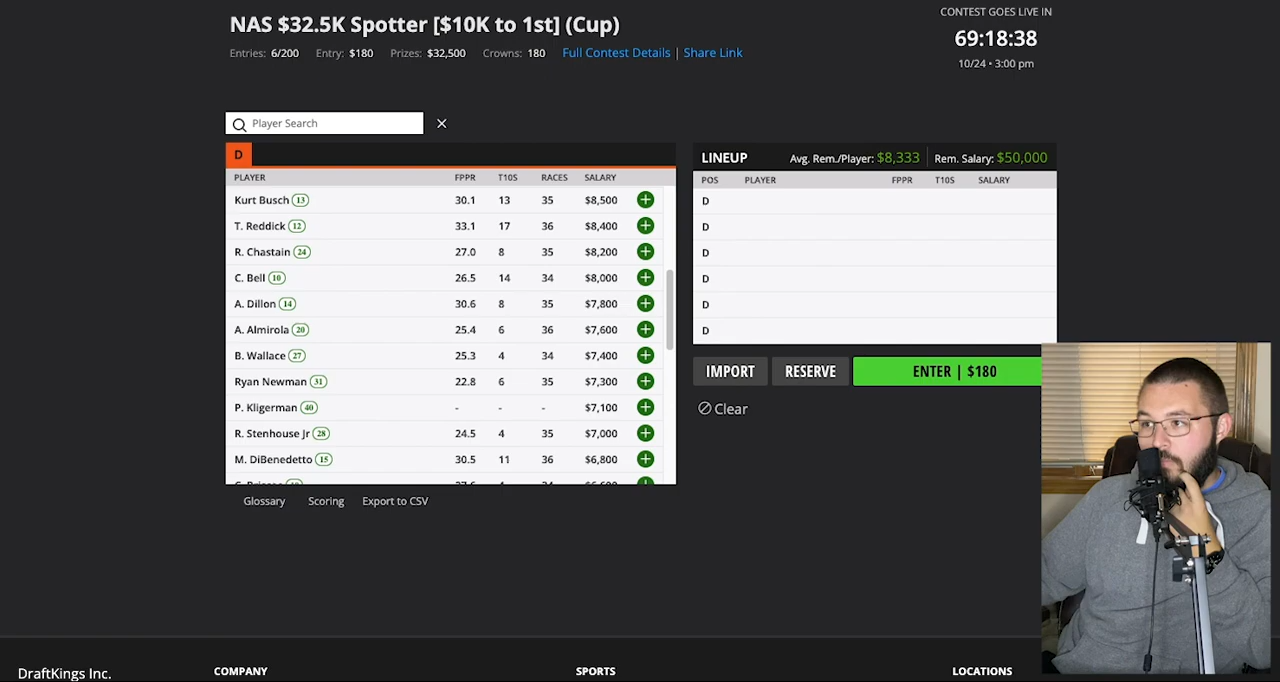 NAS $32.5K Spotter [$10K to 1st] (Cup)
Entries: 6/200 Entry: $180 Prizes: $32,500 Crowns: 180 Full Contest Details | Share Link
CONTEST GOES LIVE IN
69:18:38
10/24 • 3:00 pm
Player Search
D
PLAYER FPPR T10S RACES SALARY
Kurt Busch 13 30.1 13 35 $8,500
T. Reddick 12 33.1 17 36 $8,400
R. Chastain 24 27.0 8 35 $8,200
C. Bell 10 26.5 14 34 $8,000
A. Dillon 14 30.6 8 35 $7,800
A. Almirola 20 25.4 6 36 $7,600
B. Wallace 27 25.3 4 34 $7,400
Ryan Newman 31 22.8 6 35 $7,300
P. Kligerman 40 - - - $7,100
R. Stenhouse Jr 28 24.5 4 35 $7,000
M. DiBenedetto 15 30.5 11 36 $6,800
Glossary Scoring Export to CSV
LINEUP Avg. Rem./Player: $8,333 Rem. Salary: $50,000
POS PLAYER FPPR T10S SALARY
D
D
D
D
D
D
IMPORT RESERVE ENTER | $180
Clear
DraftKings Inc. COMPANY SPORTS LOCATIONS